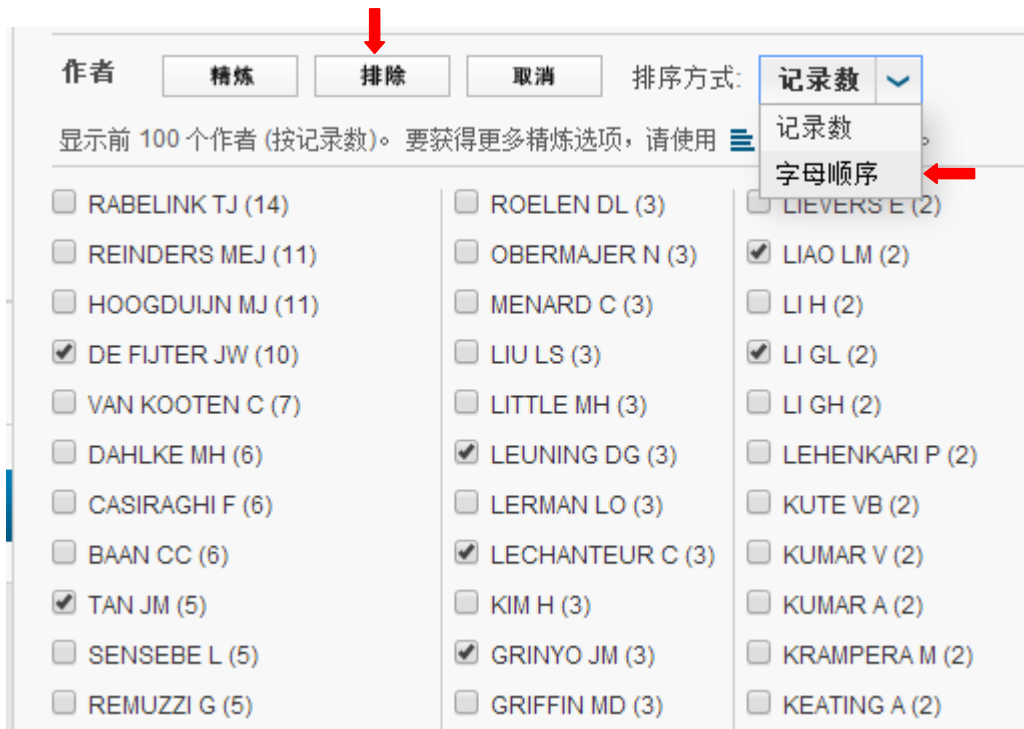 作者 精炼 排除 取消 排序方式: 记录数
记录数
字母顺序
显示前 100 个作者 (按记录数)。要获得更多精炼选项，请使用 。
RABELINK TJ (14)
REINDERS MEJ (11)
HOOGDUIJN MJ (11)
DE FIJTER JW (10)
VAN KOOTEN C (7)
DAHLKE MH (6)
CASIRAGHI F (6)
BAAN CC (6)
TAN JM (5)
SENSEBE L (5)
REMUZZI G (5)
ROELEN DL (3)
OBERMAJER N (3)
MENARD C (3)
LIU LS (3)
LITTLE MH (3)
LEUNING DG (3)
LERMAN LO (3)
LECHANTEUR C (3)
KIM H (3)
GRINYO JM (3)
GRIFFIN MD (3)
LIEVERS E (2)
LIAO LM (2)
LI H (2)
LI GL (2)
LI GH (2)
LEHENKARI P (2)
KUTE VB (2)
KUMAR V (2)
KUMAR A (2)
KRAMPERA M (2)
KEATING A (2)